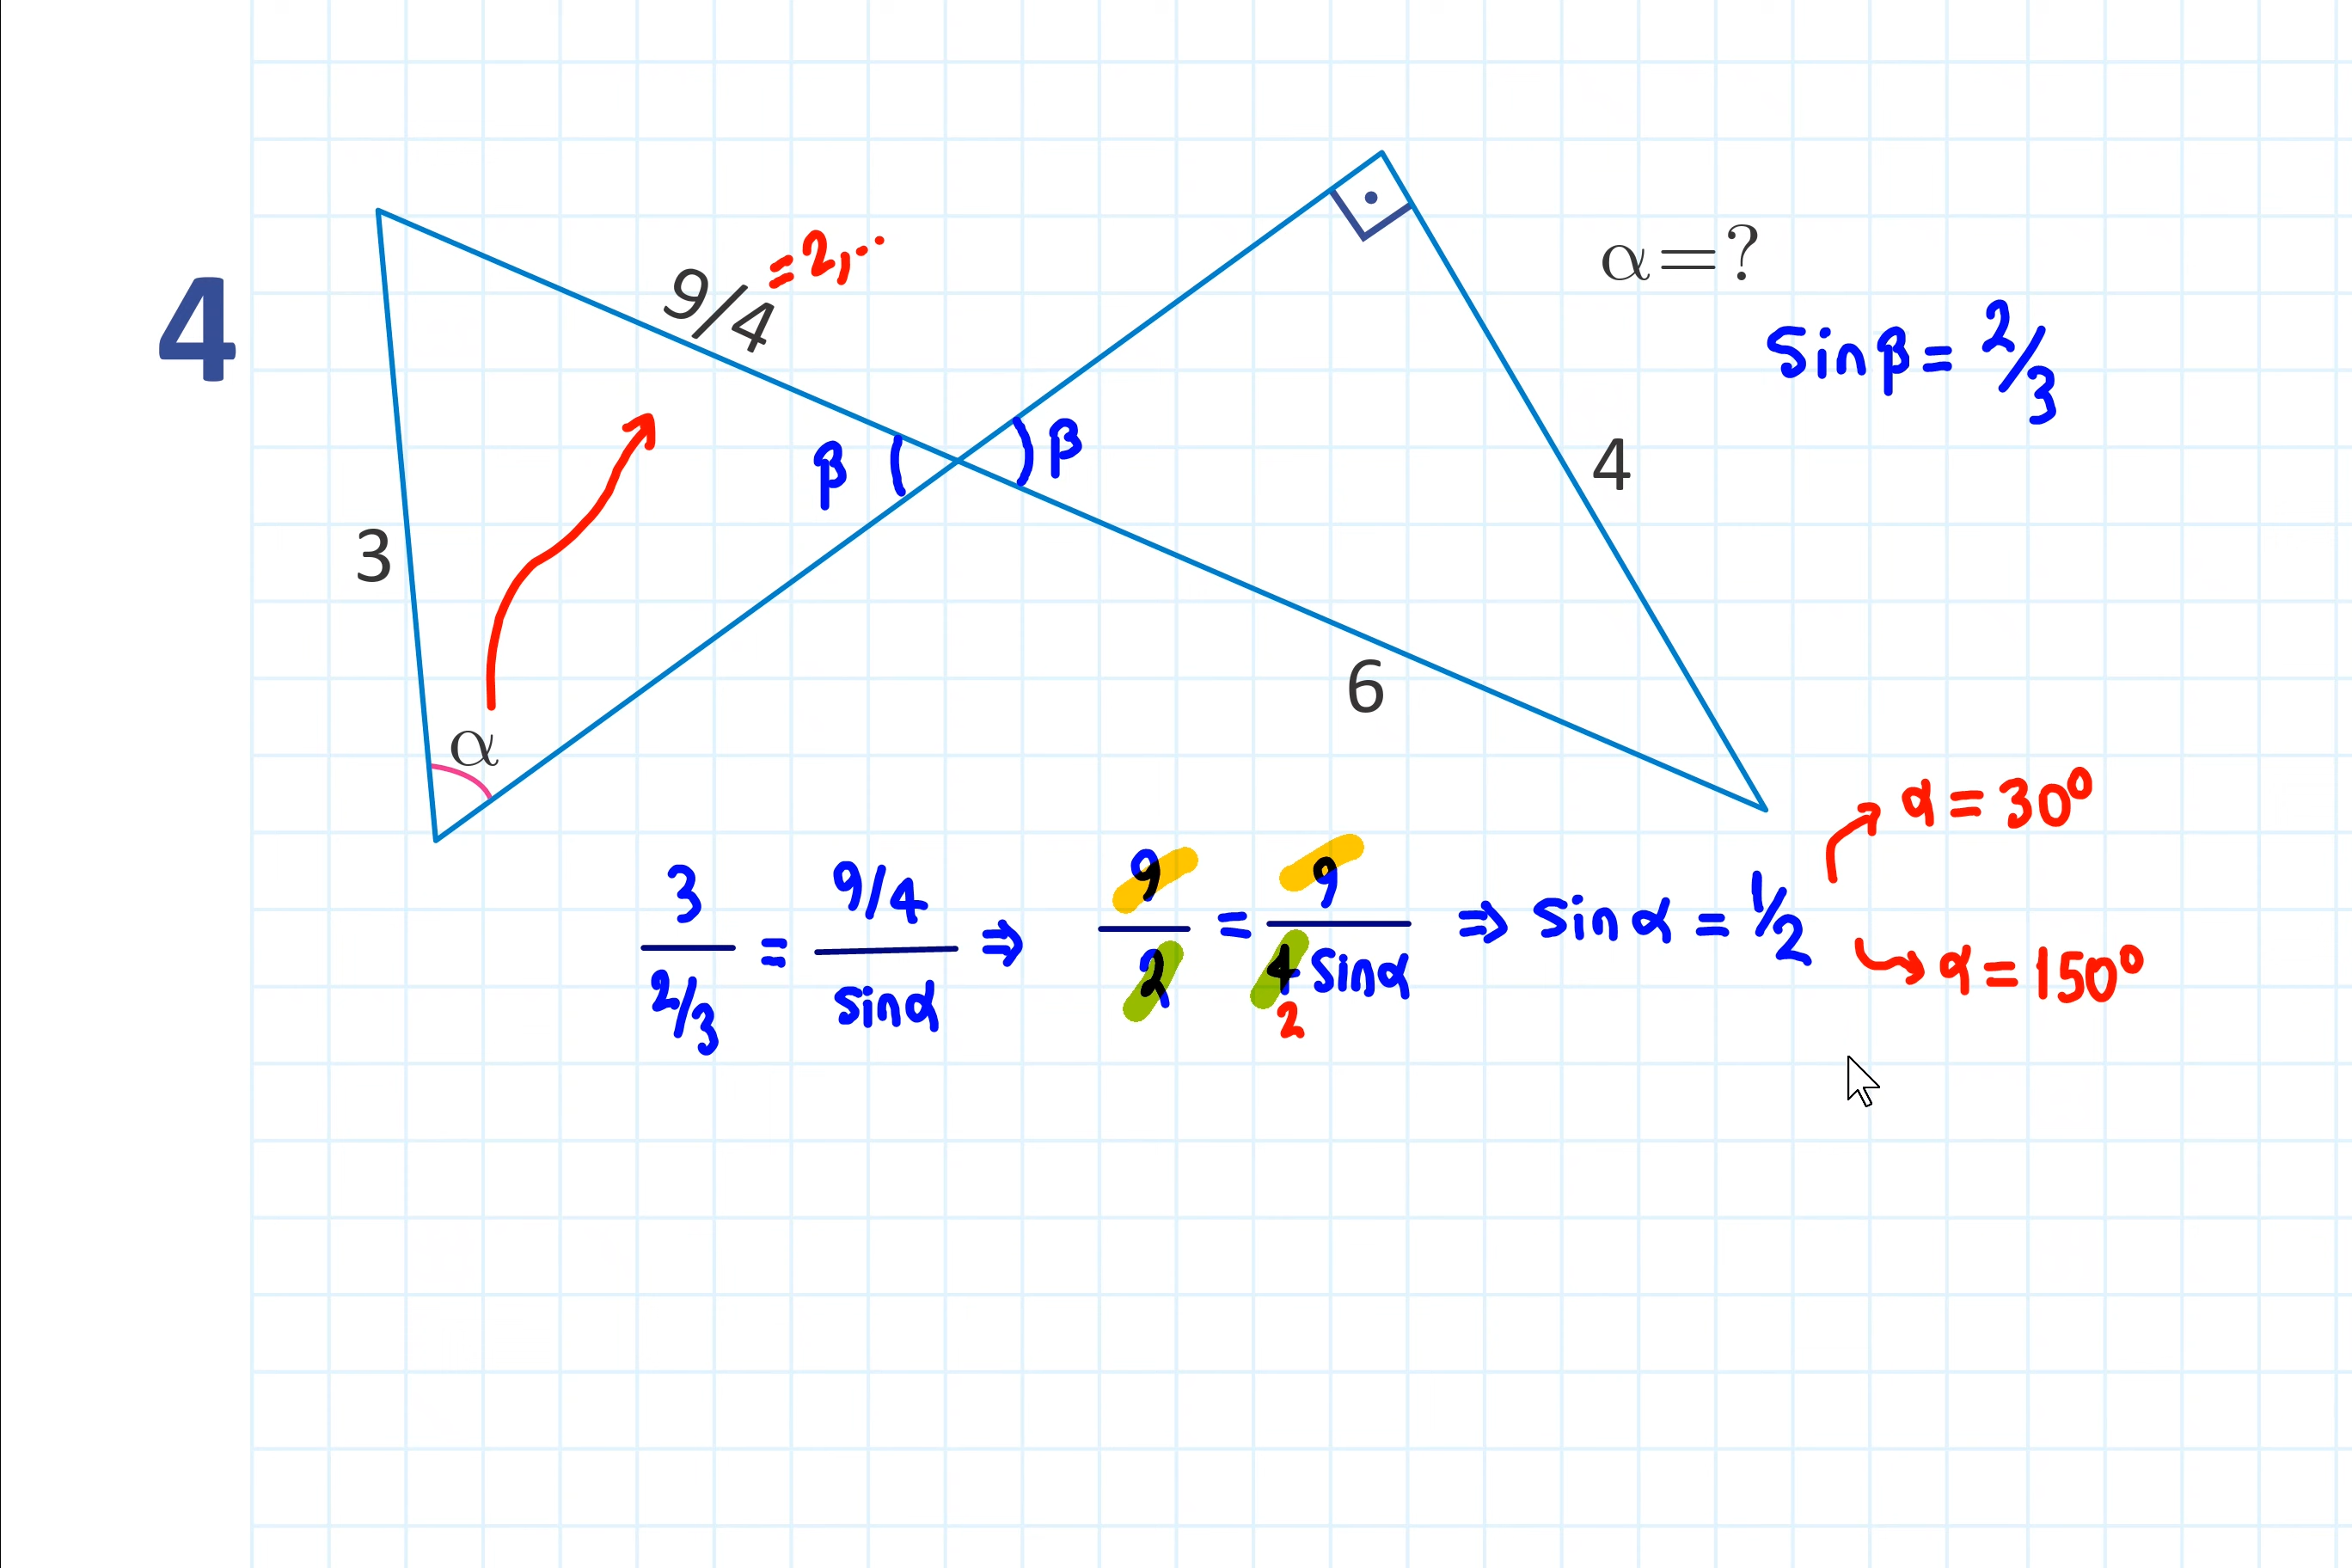 4
9/4 =2,..
α=?
sinβ = 2/3
β
β
4
3
6
α
3/(2/3) = (9/4)/sinα ⇒ 9/2 = 9/(4 sinα) ⇒ sin α = 1/2
2
α = 30°
α = 150°